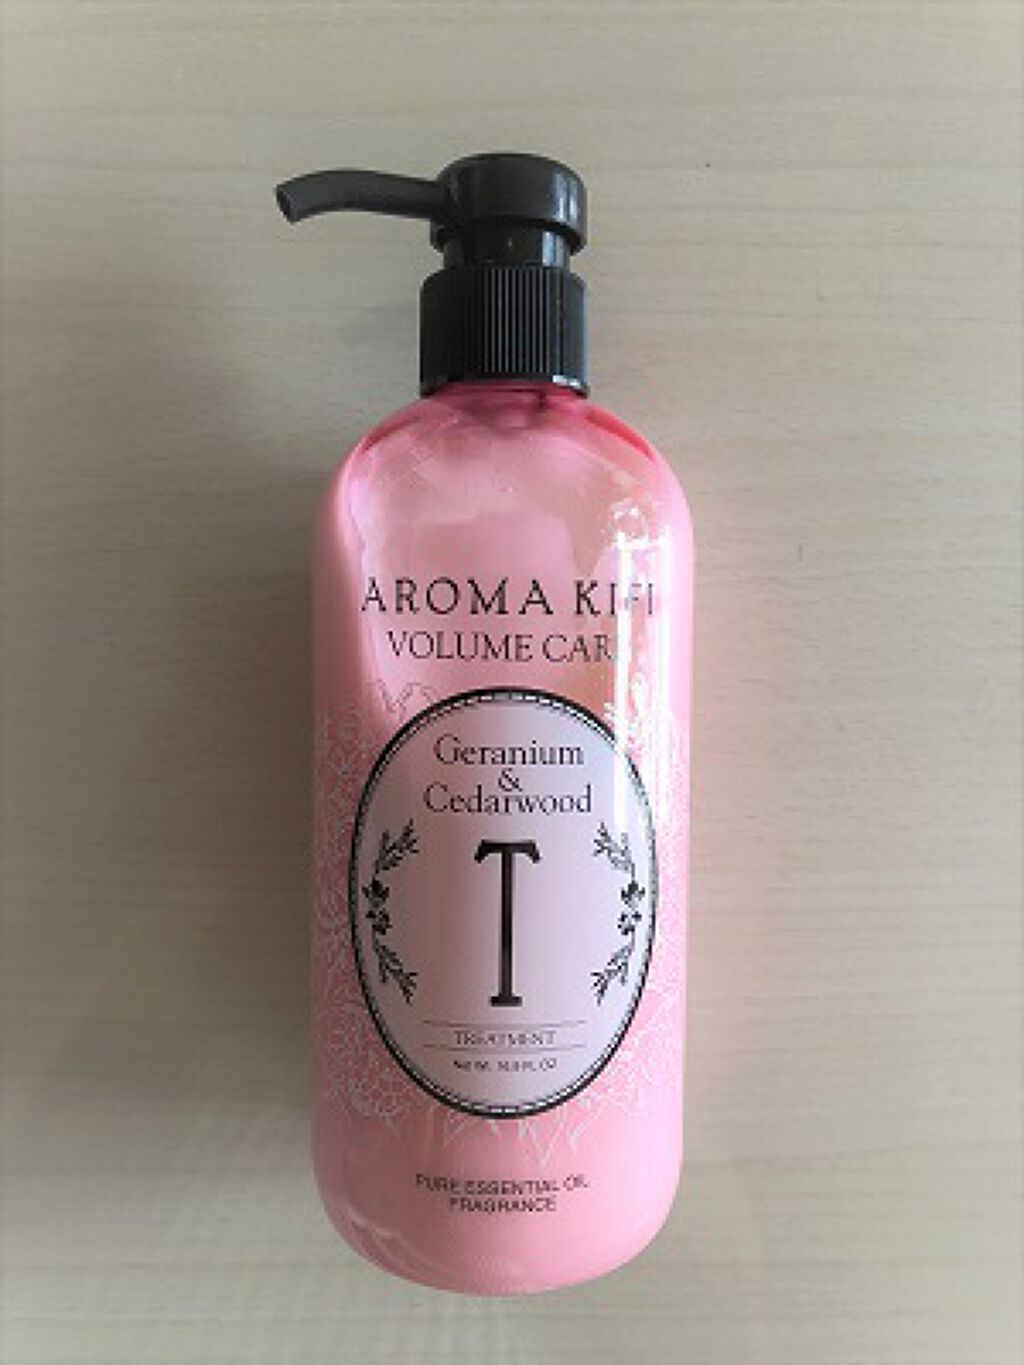 AROMA KIFI
VOLUME CARE
Geranium
&
Cedarwood
T
TREATMENT
PURE ESSENTIAL OIL
FRAGRANCE